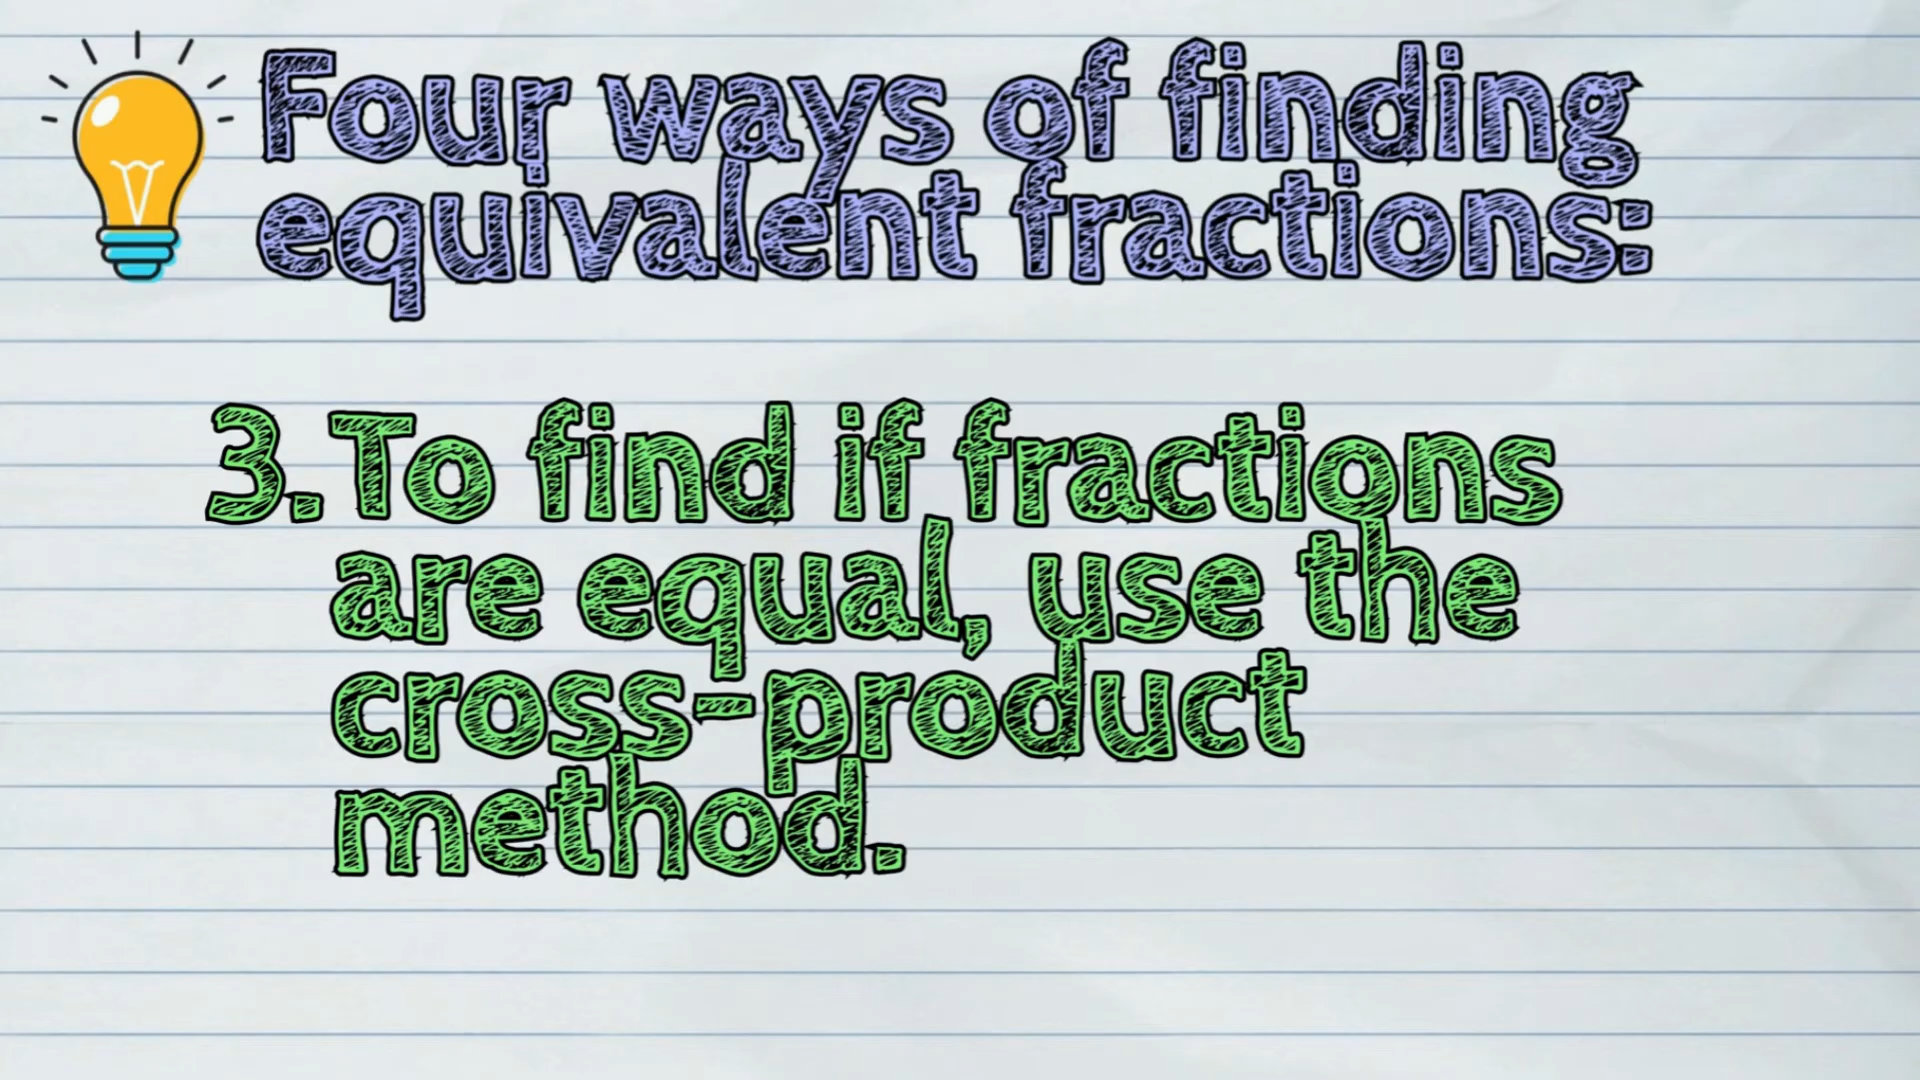 Four ways of finding
equivalent fractions:
3. To find if fractions
are equal, use the
cross-product
method.